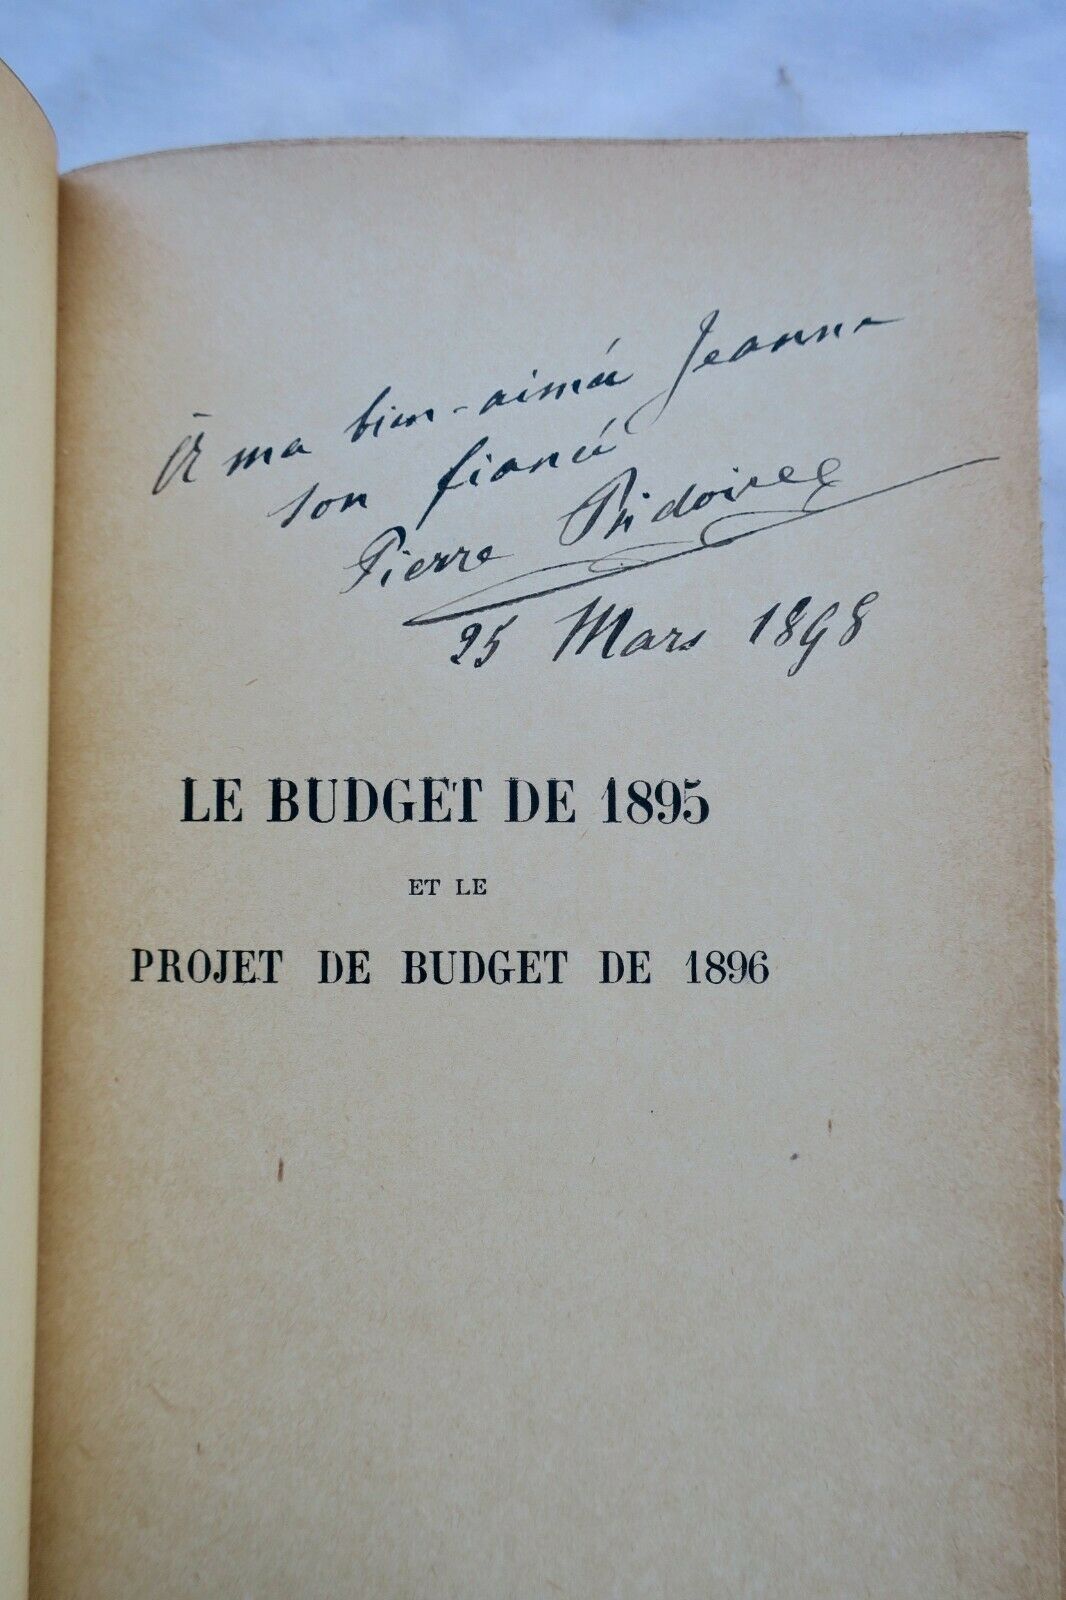 À ma bien-aimée Jeanne
son fiancé
Pierre
25 Mars 1898
LE BUDGET DE 1895
ET LE
PROJET DE BUDGET DE 1896